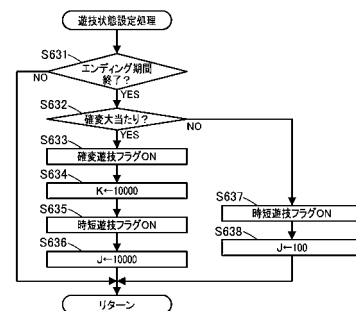 遊技状態設定処理
S631
エンディング期間
終了?
NO
YES
S632
確変大当たり?
NO
YES
S633
確変遊技フラグON
S634
K←10000
S635
時短遊技フラグON
S636
J←10000
S637
時短遊技フラグON
S638
J←100
リターン